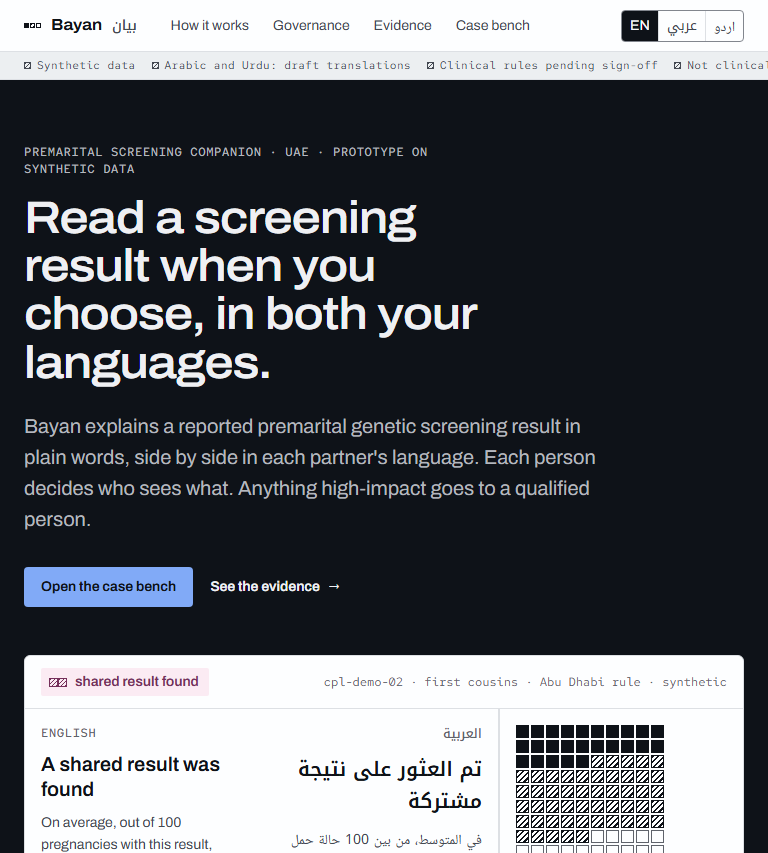 Bayan بيان How it works Governance Evidence Case bench EN عربي اردو
Synthetic data Arabic and Urdu: draft translations Clinical rules pending sign-off Not clinical
PREMARITAL SCREENING COMPANION · UAE · PROTOTYPE ON
SYNTHETIC DATA
Read a screening
result when you
choose, in both your
languages.
Bayan explains a reported premarital genetic screening result in
plain words, side by side in each partner's language. Each person
decides who sees what. Anything high-impact goes to a qualified
person.
Open the case bench See the evidence →
shared result found cpl-demo-02 · first cousins · Abu Dhabi rule · synthetic
ENGLISH
A shared result was
found
On average, out of 100
pregnancies with this result,
العربية
تم العثور على نتيجة
مشتركة
في المتوسط، من بين 100 حالة حمل